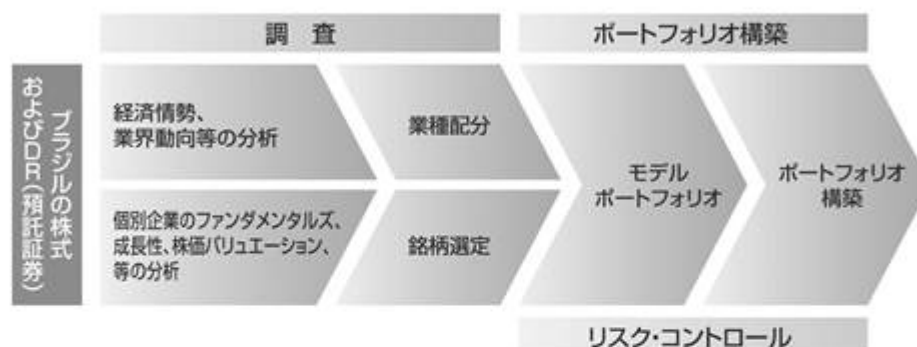 調 査
ポートフォリオ構築
ブラジルの株式
およびDR(預託証券)
経済情勢、
業界動向等の分析
業種配分
個別企業のファンダメンタルズ、
成長性、株価バリュエーション、
等の分析
銘柄選定
モデル
ポートフォリオ
ポートフォリオ
構築
リスク・コントロール